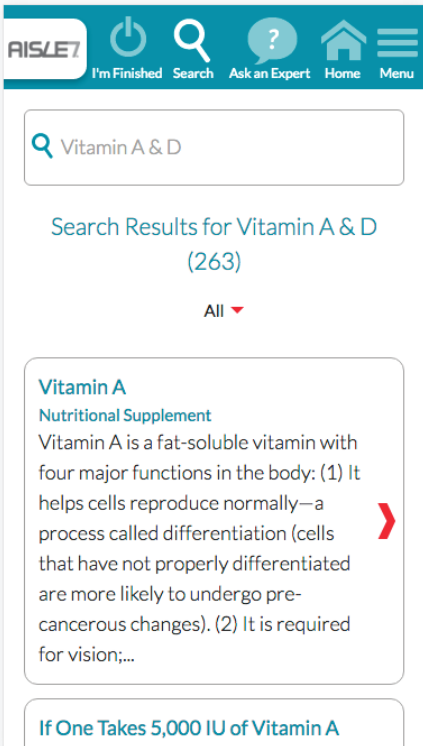 AISLE7
I'm Finished Search Ask an Expert Home Menu
?
Vitamin A & D
Search Results for Vitamin A & D
(263)
All
Vitamin A
Nutritional Supplement
Vitamin A is a fat-soluble vitamin with
four major functions in the body: (1) It
helps cells reproduce normally—a
process called differentiation (cells
that have not properly differentiated
are more likely to undergo pre-
cancerous changes). (2) It is required
for vision;...
If One Takes 5,000 IU of Vitamin A